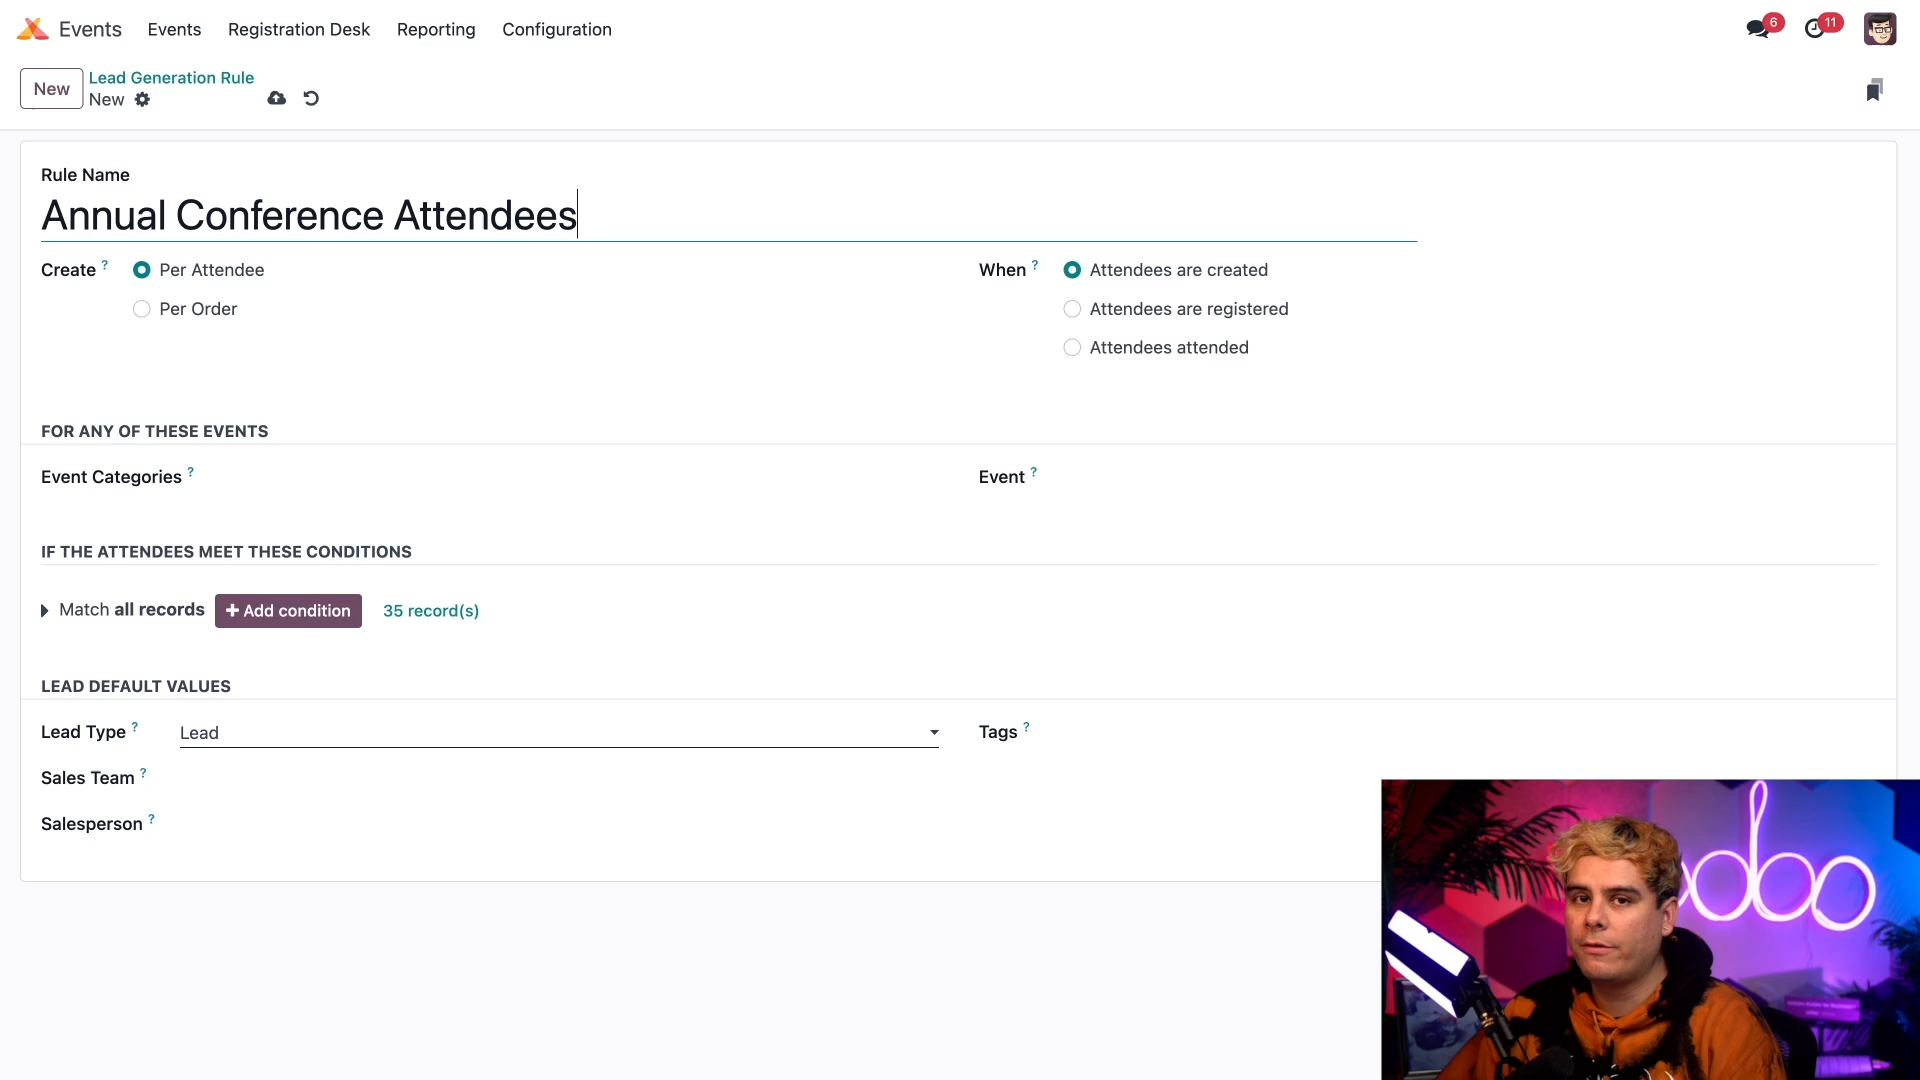 Events Events Registration Desk Reporting Configuration 6 11
New Lead Generation Rule
New
Rule Name
Annual Conference Attendees
Create ? Per Attendee When ? Attendees are created
Per Order Attendees are registered
Attendees attended
FOR ANY OF THESE EVENTS
Event Categories ? Event ?
IF THE ATTENDEES MEET THESE CONDITIONS
Match all records + Add condition 35 record(s)
LEAD DEFAULT VALUES
Lead Type ? Lead Tags ?
Sales Team ?
Salesperson ?
odoo